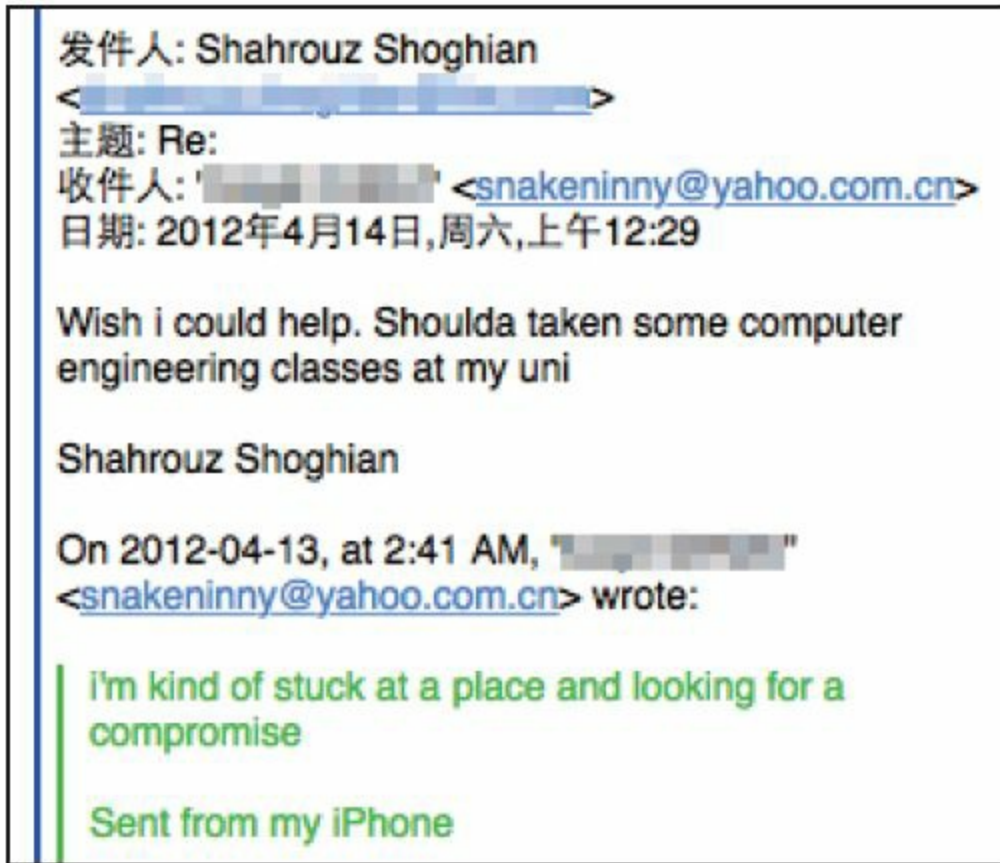 发件人: Shahrouz Shoghian
< >
主题: Re:
收件人: ' ' <snakeninny@yahoo.com.cn>
日期: 2012年4月14日,周六,上午12:29
Wish i could help. Shoulda taken some computer
engineering classes at my uni
Shahrouz Shoghian
On 2012-04-13, at 2:41 AM, " "
<snakeninny@yahoo.com.cn> wrote:
i'm kind of stuck at a place and looking for a
compromise
Sent from my iPhone